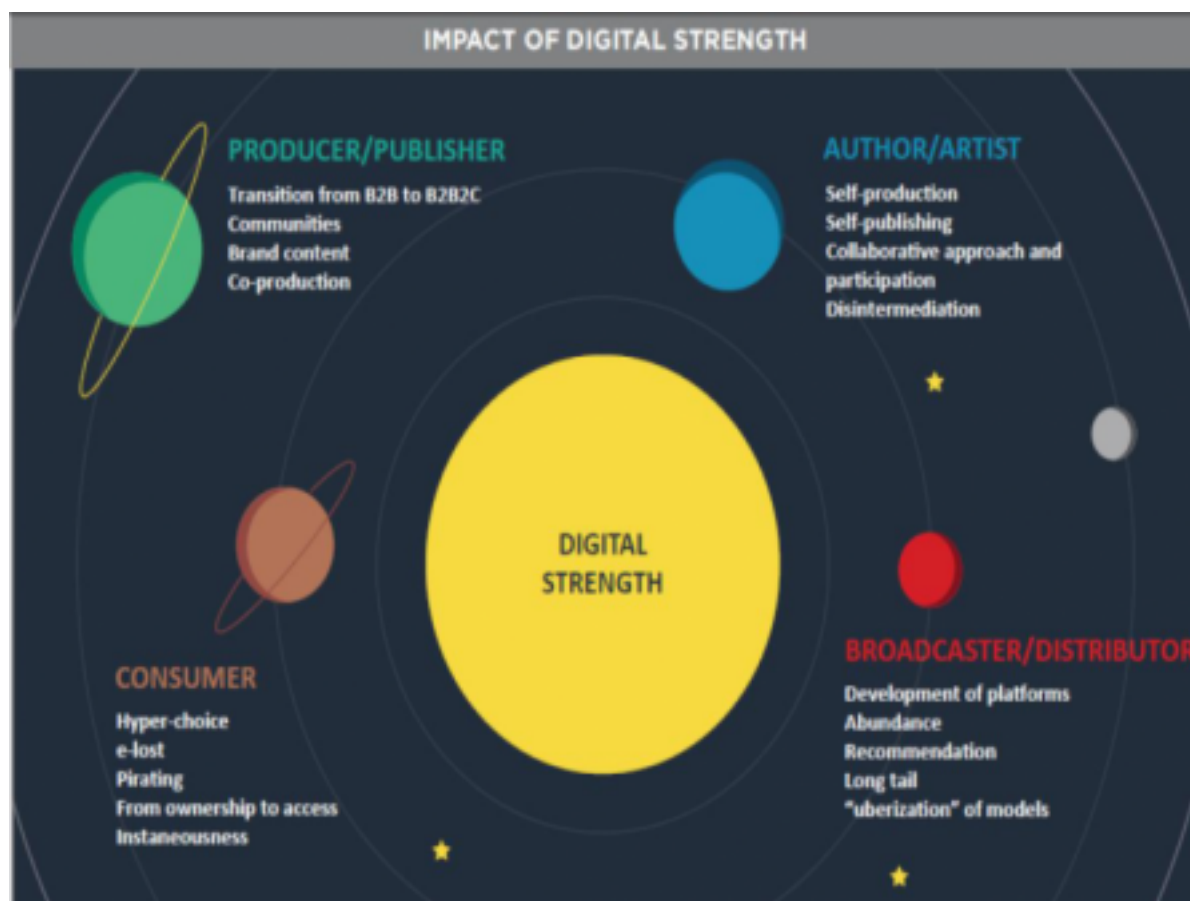 IMPACT OF DIGITAL STRENGTH
PRODUCER/PUBLISHER
Transition from B2B to B2B2C
Communities
Brand content
Co-production
AUTHOR/ARTIST
Self-production
Self-publishing
Collaborative approach and
participation
Disintermediation
DIGITAL
STRENGTH
CONSUMER
Hyper-choice
e-lost
Pirating
From ownership to access
Instaneousness
BROADCASTER/DISTRIBUTOR
Development of platforms
Abundance
Recommendation
Long tail
“uberization” of models